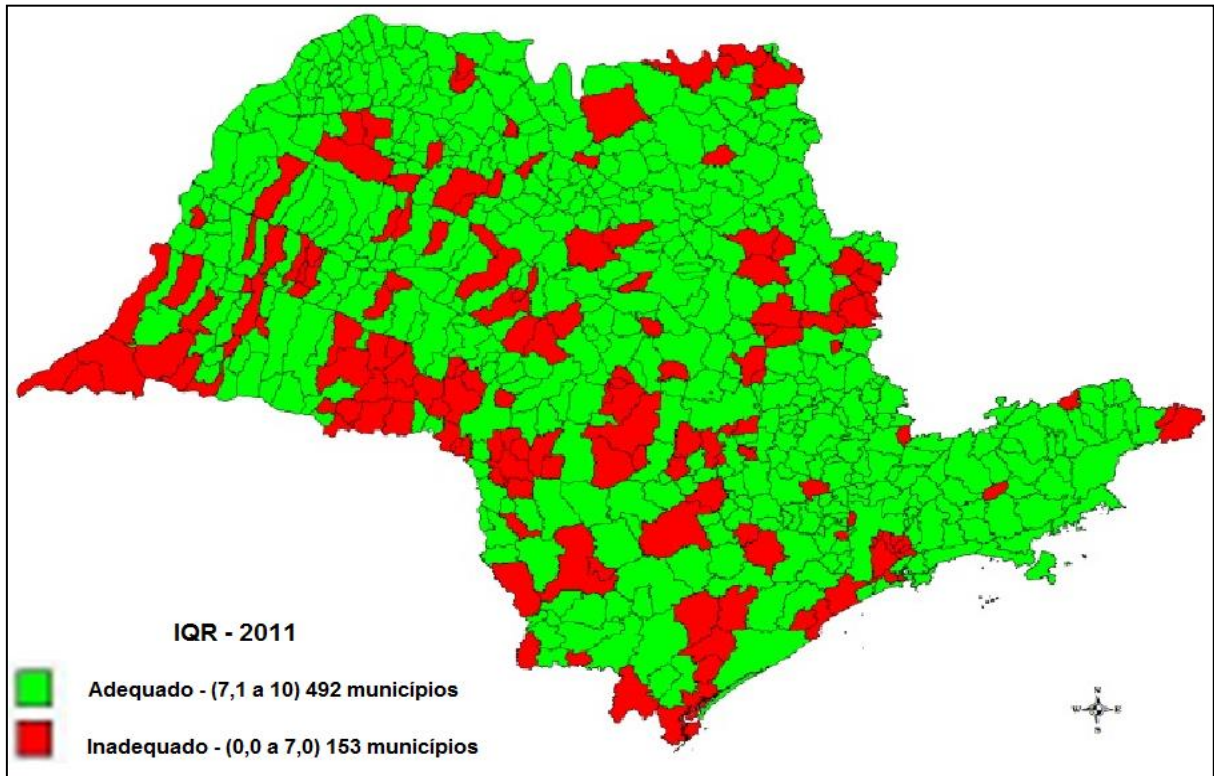 IQR - 2011
Adequado - (7,1 a 10) 492 municípios
Inadequado - (0,0 a 7,0) 153 municípios
N
W E
S